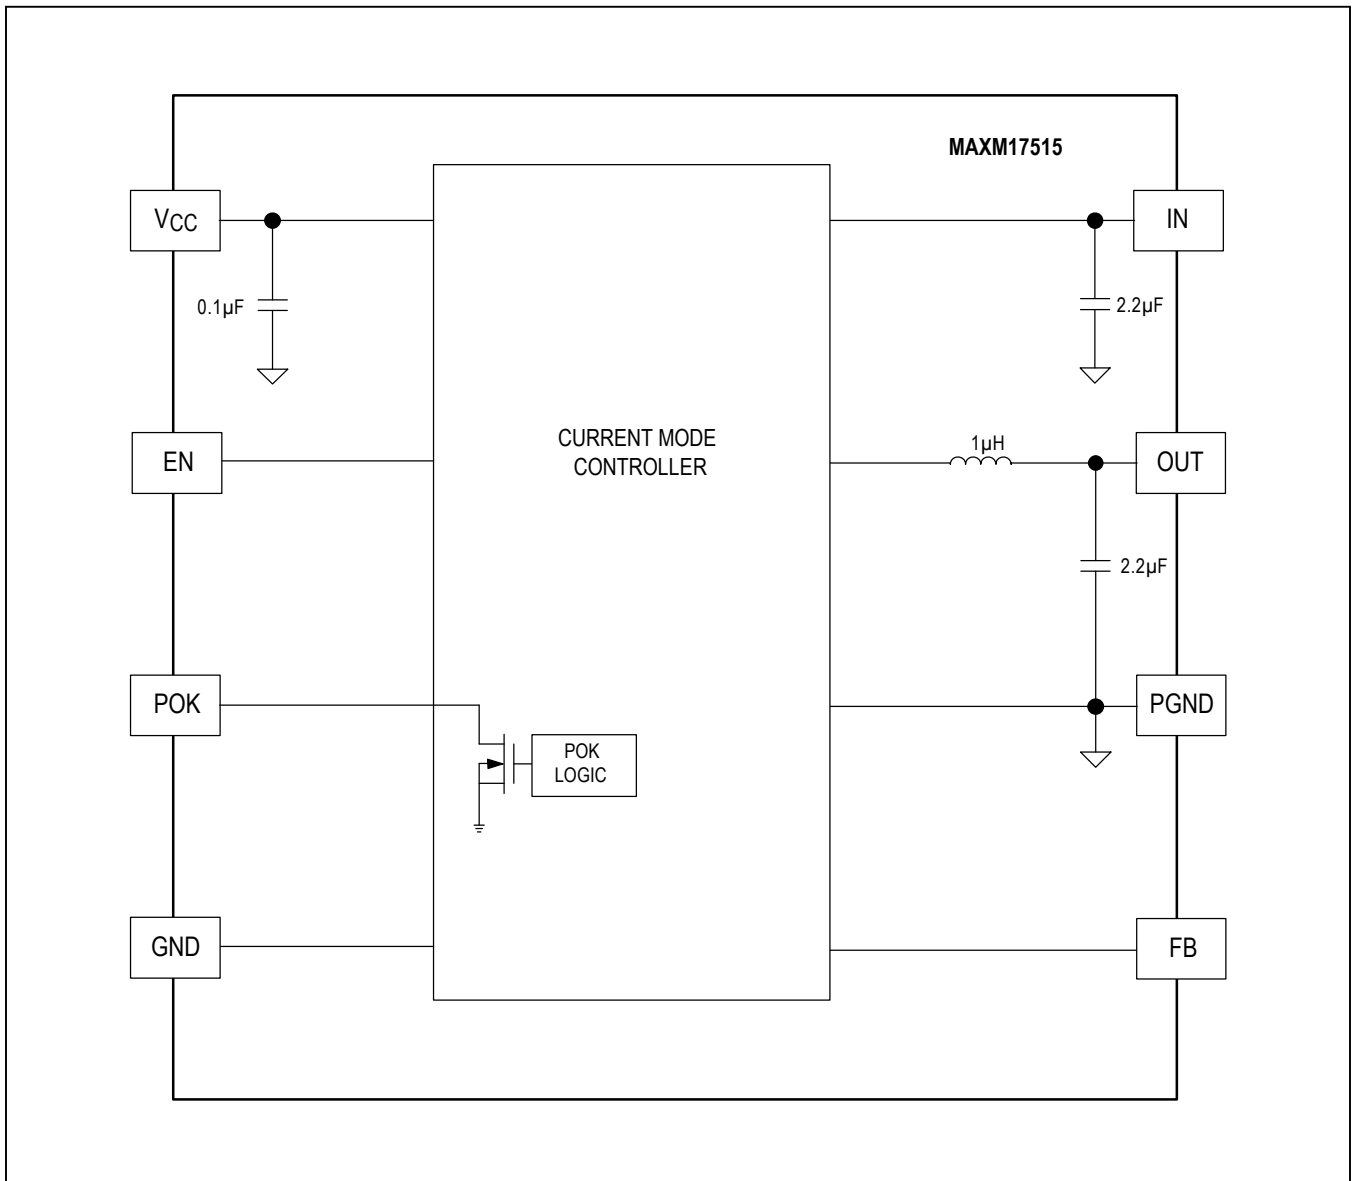 MAXM17515
VCC
IN
0.1µF
2.2µF
CURRENT MODE
CONTROLLER
1µH
EN
OUT
2.2µF
POK
PGND
POK
LOGIC
GND
FB